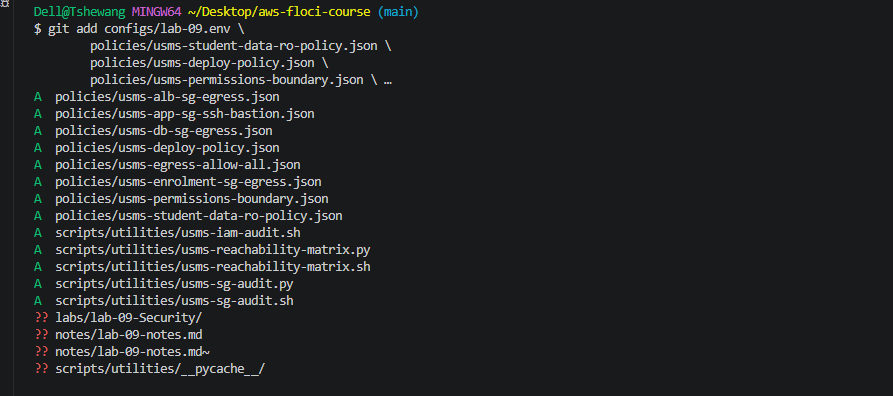 Dell@Tshewang MINGW64 ~/Desktop/aws-floci-course (main)
$ git add configs/lab-09.env \
policies/usms-student-data-ro-policy.json \
policies/usms-deploy-policy.json \
policies/usms-permissions-boundary.json \ …
A  policies/usms-alb-sg-egress.json
A  policies/usms-app-sg-ssh-bastion.json
A  policies/usms-db-sg-egress.json
A  policies/usms-deploy-policy.json
A  policies/usms-egress-allow-all.json
A  policies/usms-enrolment-sg-egress.json
A  policies/usms-permissions-boundary.json
A  policies/usms-student-data-ro-policy.json
A  scripts/utilities/usms-iam-audit.sh
A  scripts/utilities/usms-reachability-matrix.py
A  scripts/utilities/usms-reachability-matrix.sh
A  scripts/utilities/usms-sg-audit.py
A  scripts/utilities/usms-sg-audit.sh
?? labs/lab-09-Security/
?? notes/lab-09-notes.md
?? notes/lab-09-notes.md~
?? scripts/utilities/__pycache__/